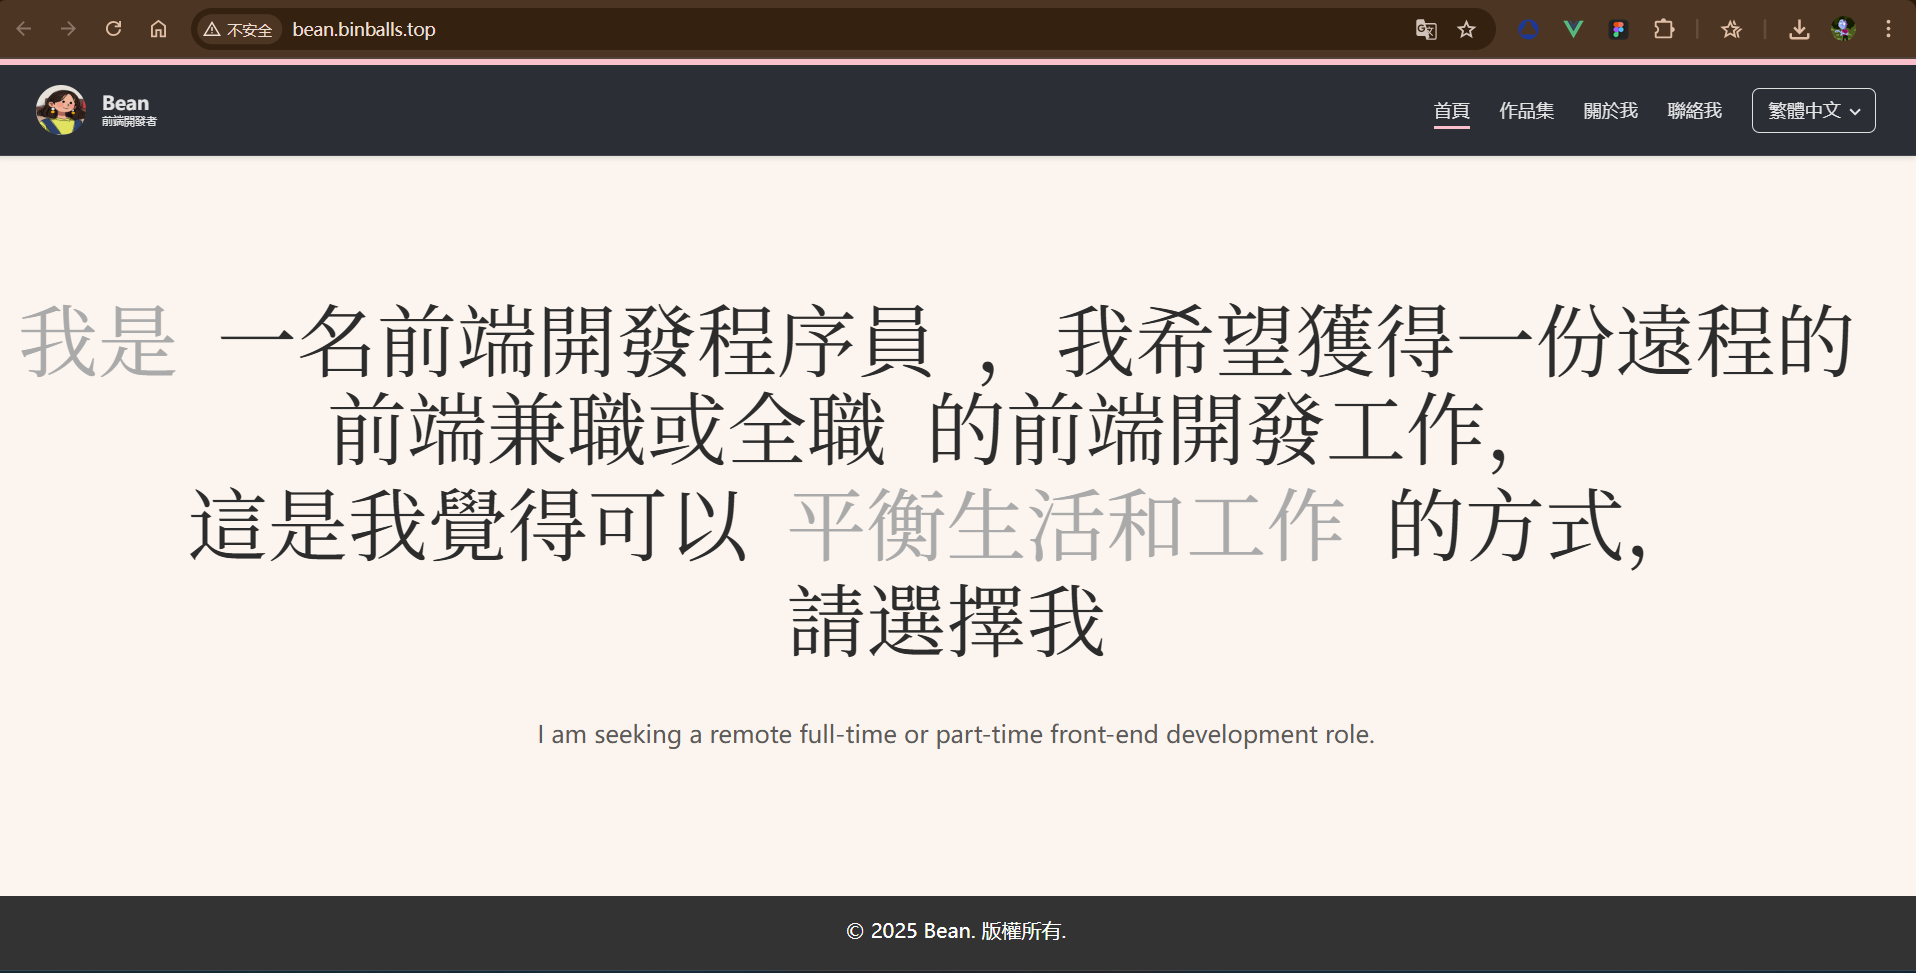 不安全 bean.binballs.top
Bean
前端開發者
首頁 作品集 關於我 聯絡我 繁體中文
我是 一名前端開發程序員 ，我希望獲得一份遠程的
前端兼職或全職 的前端開發工作,
這是我覺得可以 平衡生活和工作 的方式,
請選擇我
I am seeking a remote full-time or part-time front-end development role.
© 2025 Bean. 版權所有.